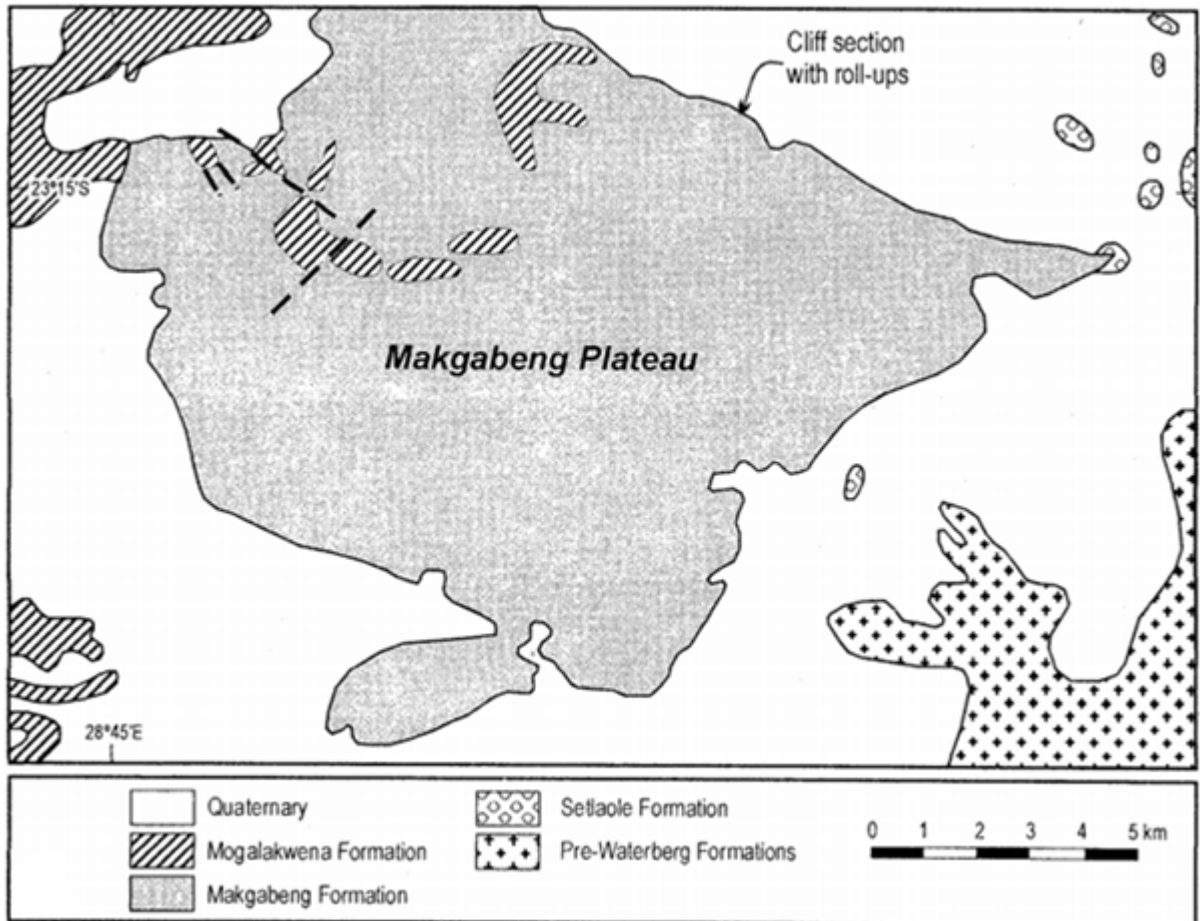 Cliff section
with roll-ups
23°15'S
Makgabeng Plateau
28°45'E
Quaternary
Mogalakwena Formation
Makgabeng Formation
Setlaole Formation
Pre-Waterberg Formations
0 1 2 3 4 5 km